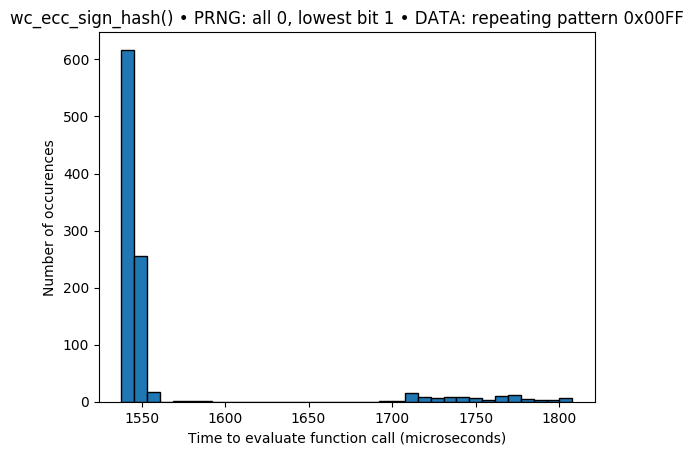 wc_ecc_sign_hash() • PRNG: all 0, lowest bit 1 • DATA: repeating pattern 0x00FF
600
500
400
300
200
100
0
Number of occurences
1550 1600 1650 1700 1750 1800
Time to evaluate function call (microseconds)